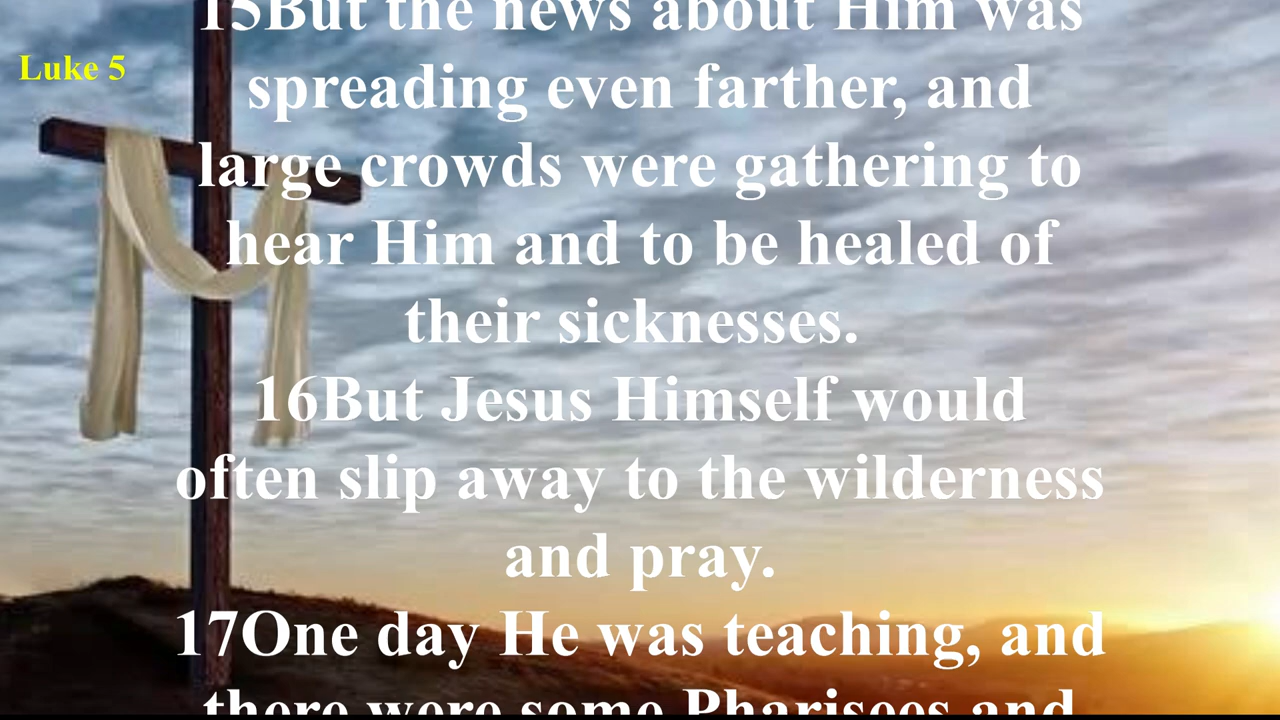 15But the news about Him was
Luke 5
spreading even farther, and
large crowds were gathering to
hear Him and to be healed of
their sicknesses.
16But Jesus Himself would
often slip away to the wilderness
and pray.
17One day He was teaching, and
there were some Pharisees and